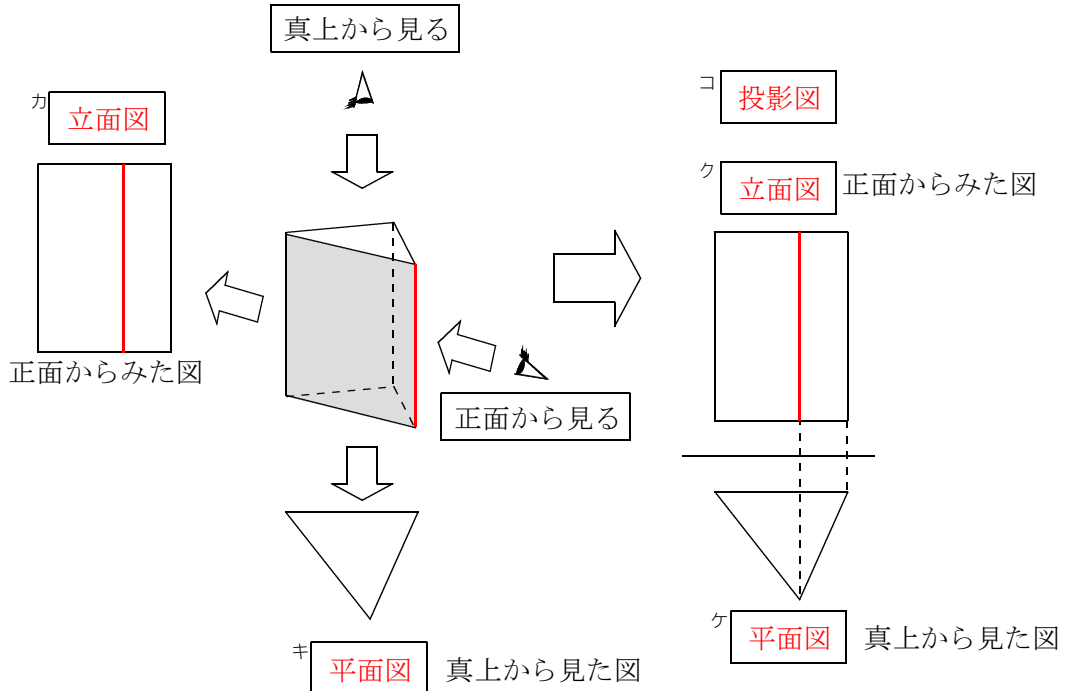 真上から見る
カ
立面図
正面からみた図
正面から見る
キ
平面図 真上から見た図
コ
投影図
ク
立面図 正面からみた図
ケ
平面図 真上から見た図